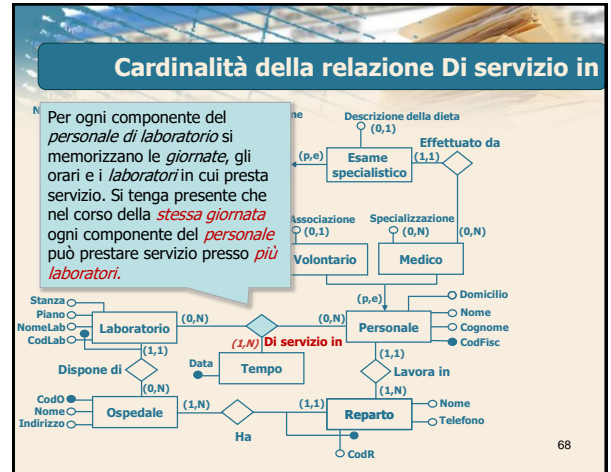 Cardinalità della relazione Di servizio in
Per ogni componente del
personale di laboratorio si
memorizzano le giornate, gli
orari e i laboratori in cui presta
servizio. Si tenga presente che
nel corso della stessa giornata
ogni componente del personale
può prestare servizio presso più
laboratori.
N
ne
Descrizione della dieta
(0,1)
Effettuato da
(p,e)
Esame
specialistico
(1,1)
Associazione
(0,1)
Specializzazione
(0,N)
(0,N)
Volontario
Medico
(p,e)
Domicilio
Nome
Cognome
CodFisc
Stanza
Piano
NomeLab
CodLab
Laboratorio
(0,N)
(0,N)
Personale
(1,N)
Di servizio in
(1,1)
Dispone di
Data
Tempo
(1,1)
Lavora in
(0,N)
(1,N)
CodO
Nome
Indirizzo
Ospedale
(1,N)
Ha
(1,1)
Reparto
Nome
Telefono
CodR
68